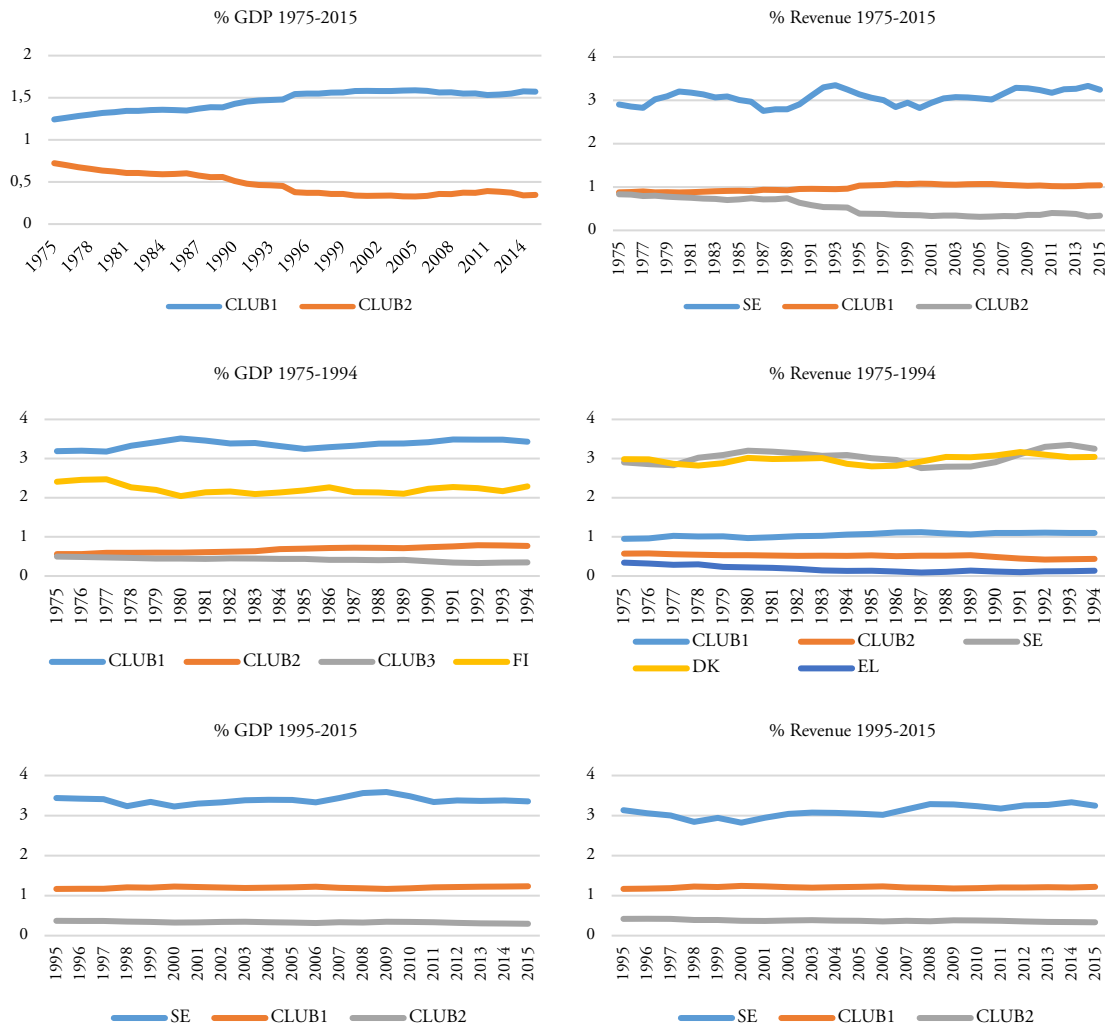 % GDP 1975-2015
2
1,5
1
0,5
0
1975 1978 1981 1984 1987 1990 1993 1996 1999 2002 2005 2008 2011 2014
CLUB1 CLUB2
% Revenue 1975-2015
4
3
2
1
0
1975 1977 1979 1981 1983 1985 1987 1989 1991 1993 1995 1997 1999 2001 2003 2005 2007 2009 2011 2013 2015
SE CLUB1 CLUB2
% GDP 1975-1994
4
3
2
1
0
1975 1976 1977 1978 1979 1980 1981 1982 1983 1984 1985 1986 1987 1988 1989 1990 1991 1992 1993 1994
CLUB1 CLUB2 CLUB3 FI
% Revenue 1975-1994
4
3
2
1
0
1975 1976 1977 1978 1979 1980 1981 1982 1983 1984 1985 1986 1987 1988 1989 1990 1991 1992 1993 1994
CLUB1 CLUB2 SE
DK EL
% GDP 1995-2015
4
3
2
1
0
1995 1996 1997 1998 1999 2000 2001 2002 2003 2004 2005 2006 2007 2008 2009 2010 2011 2012 2013 2014 2015
SE CLUB1 CLUB2
% Revenue 1995-2015
4
3
2
1
0
1995 1996 1997 1998 1999 2000 2001 2002 2003 2004 2005 2006 2007 2008 2009 2010 2011 2012 2013 2014 2015
SE CLUB1 CLUB2